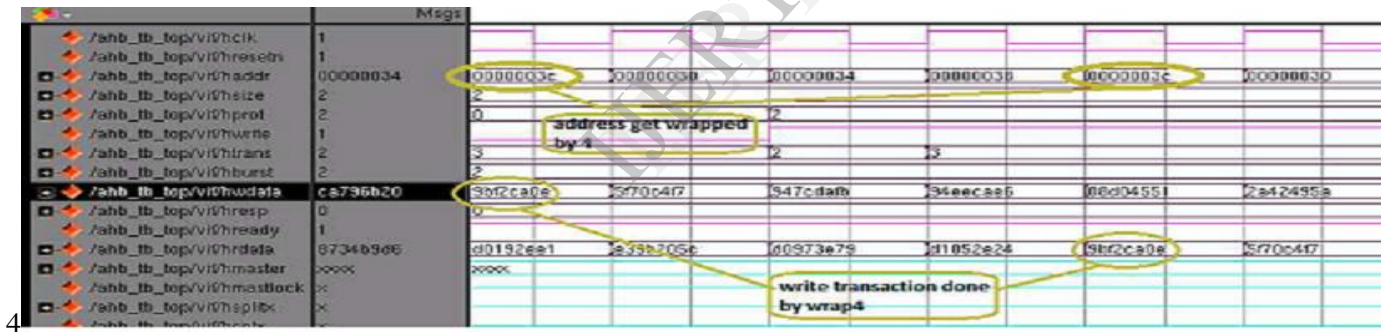 Msgs
/ahb_tb_top/vif/hclk 1
/ahb_tb_top/vif/hresetn 1
/ahb_tb_top/vif/haddr 00000034 0000003c 00000030 00000034 00000038 0000003c 00000030
/ahb_tb_top/vif/hsize 2 2
/ahb_tb_top/vif/hprot 2 0 2
/ahb_tb_top/vif/hwrite 1
/ahb_tb_top/vif/htrans 2 3 2 3
/ahb_tb_top/vif/hburst 2 2
/ahb_tb_top/vif/hwdata ca796b20 9bf2ca0e 5f70c4f7 947cdafb 94eecae6 88d04551 2a42495a
/ahb_tb_top/vif/hresp 0 0
/ahb_tb_top/vif/hready 1
/ahb_tb_top/vif/hrdata 8734b9d6 d0192ee1 e39b205c d0973e79 d1052e24 9bf2ca0e 5f70c4f7
/ahb_tb_top/vif/hmaster xxxx xxxx
/ahb_tb_top/vif/hmastlock x
/ahb_tb_top/vif/hsplitx x
address get wrapped
by 4
write transaction done
by wrap4
IJERT
4